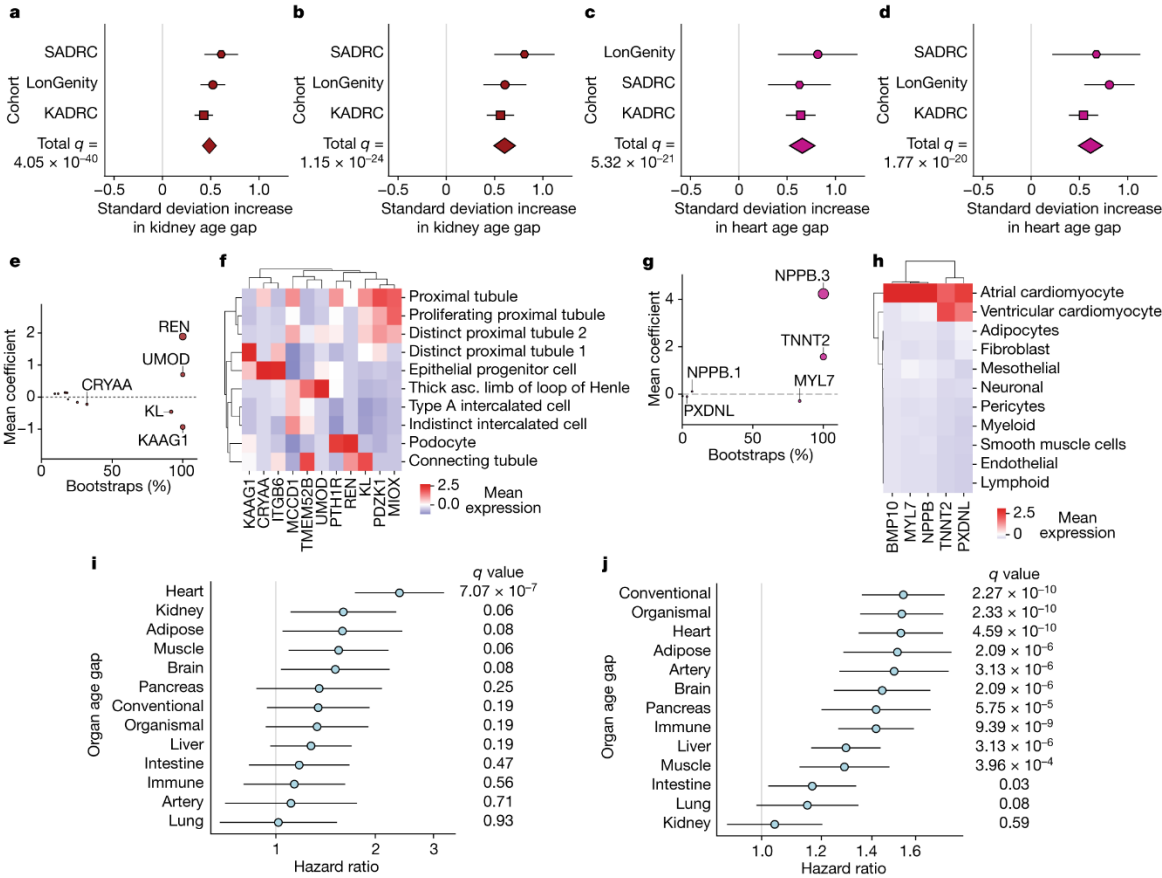 a
SADRC
LonGenity
KADRC
Total q =
4.05 × 10⁻⁴⁰
Cohort
−0.5 0 0.5 1.0
Standard deviation increase
in kidney age gap
b
SADRC
LonGenity
KADRC
Total q =
1.15 × 10⁻²⁴
Cohort
−0.5 0 0.5 1.0
Standard deviation increase
in kidney age gap
c
LonGenity
SADRC
KADRC
Total q =
5.32 × 10⁻²¹
Cohort
−0.5 0 0.5 1.0
Standard deviation increase
in heart age gap
d
SADRC
LonGenity
KADRC
Total q =
1.77 × 10⁻²⁰
Cohort
−0.5 0 0.5 1.0
Standard deviation increase
in heart age gap
e
Mean coefficient
2
1
0
−1
REN
UMOD
CRYAA
KL
KAAG1
0 50 100
Bootstraps (%)
f
Proximal tubule
Proliferating proximal tubule
Distinct proximal tubule 2
Distinct proximal tubule 1
Epithelial progenitor cell
Thick asc. limb of loop of Henle
Type A intercalated cell
Indistinct intercalated cell
Podocyte
Connecting tubule
KAAG1
CRYAA
ITGB6
MCCD1
TMEM52B
UMOD
PTH1R
REN
KL
PDZK1
MIOX
2.5
0.0
Mean
expression
g
Mean coefficient
4
2
0
NPPB.3
TNNT2
NPPB.1
MYL7
PXDNL
0 50 100
Bootstraps (%)
h
Atrial cardiomyocyte
Ventricular cardiomyocyte
Adipocytes
Fibroblast
Mesothelial
Neuronal
Pericytes
Myeloid
Smooth muscle cells
Endothelial
Lymphoid
BMP10
MYL7
NPPB
TNNT2
PXDNL
2.5
0
Mean
expression
i
q value
Heart 7.07 × 10⁻⁷
Kidney 0.06
Adipose 0.08
Muscle 0.06
Brain 0.08
Pancreas 0.25
Conventional 0.19
Organismal 0.19
Liver 0.19
Intestine 0.47
Immune 0.56
Artery 0.71
Lung 0.93
Organ age gap
1 2 3
Hazard ratio
j
q value
Conventional 2.27 × 10⁻¹⁰
Organismal 2.33 × 10⁻¹⁰
Heart 4.59 × 10⁻¹⁰
Adipose 2.09 × 10⁻⁶
Artery 3.13 × 10⁻⁶
Brain 2.09 × 10⁻⁶
Pancreas 5.75 × 10⁻⁵
Immune 9.39 × 10⁻⁹
Liver 3.13 × 10⁻⁶
Muscle 3.96 × 10⁻⁴
Intestine 0.03
Lung 0.08
Kidney 0.59
Organ age gap
1.0 1.2 1.4 1.6
Hazard ratio